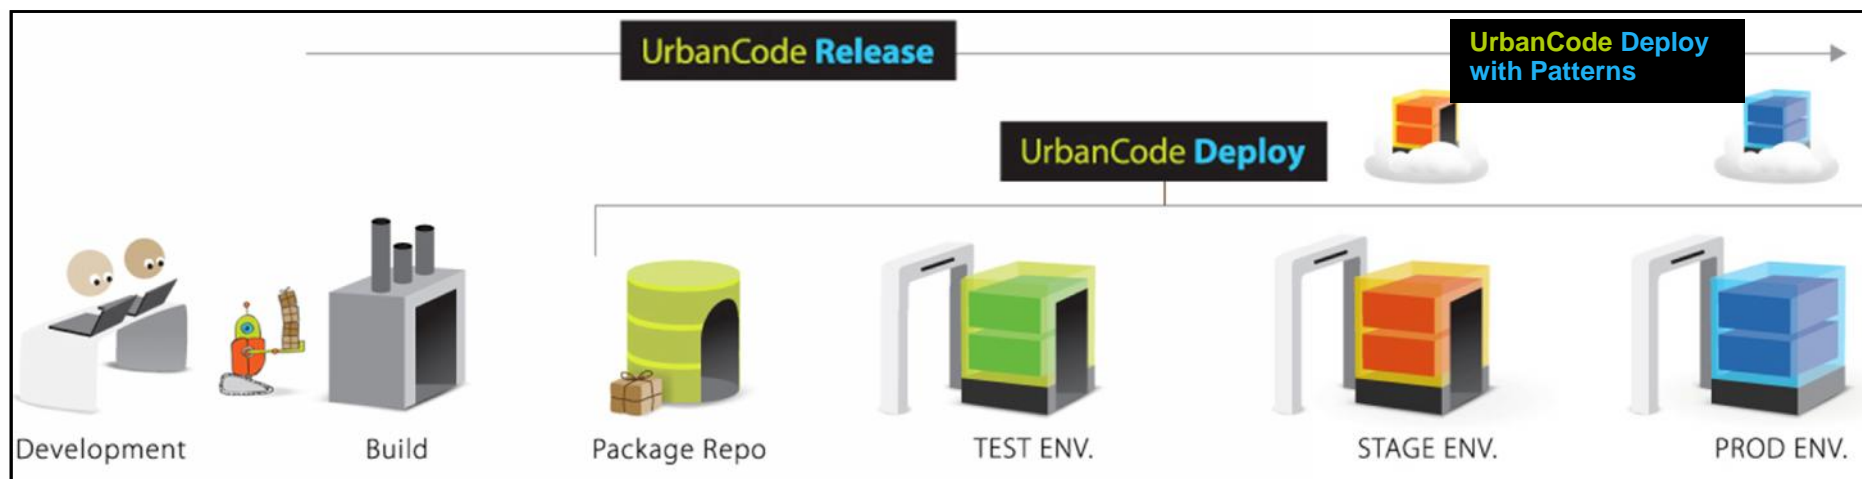 UrbanCode Release
UrbanCode Deploy
with Patterns
UrbanCode Deploy
Development
Build
Package Repo
TEST ENV.
STAGE ENV.
PROD ENV.